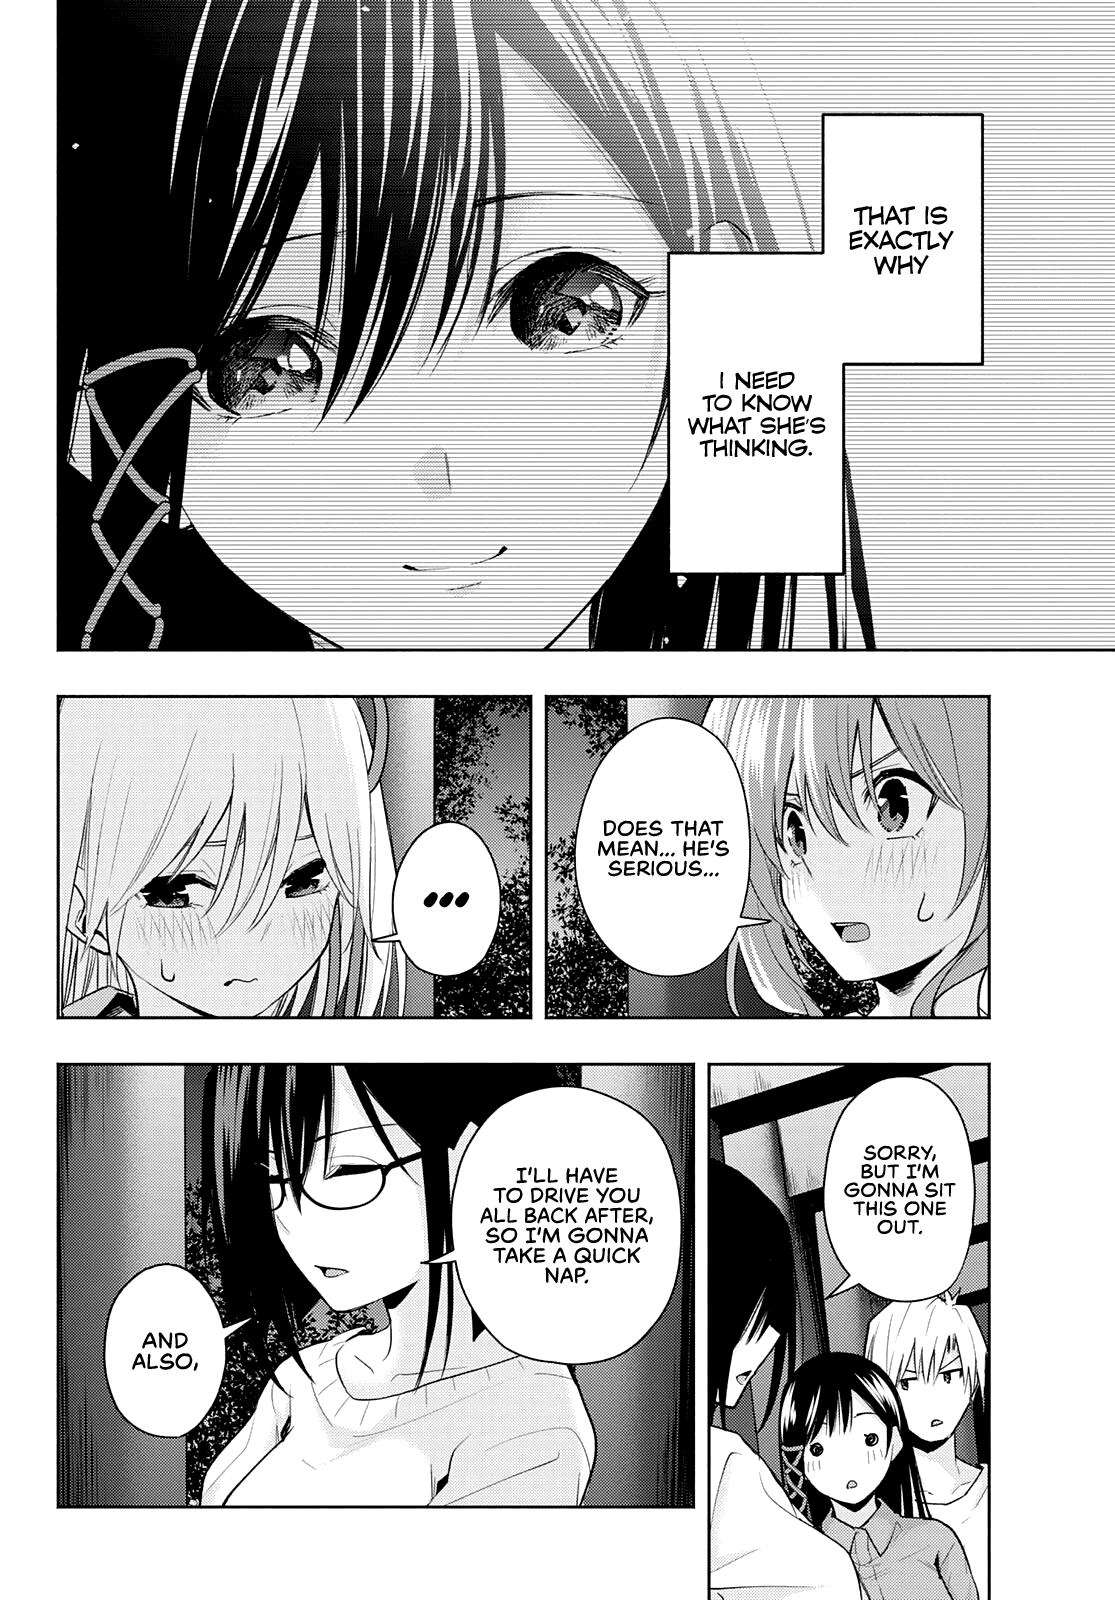 THAT IS
EXACTLY
WHY
I NEED
TO KNOW
WHAT SHE'S
THINKING.
DOES THAT
MEAN... HE'S
SERIOUS...
•••
SORRY,
BUT I'M
GONNA SIT
THIS ONE
OUT.
I'LL HAVE
TO DRIVE YOU
ALL BACK AFTER,
SO I'M GONNA
TAKE A QUICK
NAP.
AND
ALSO,